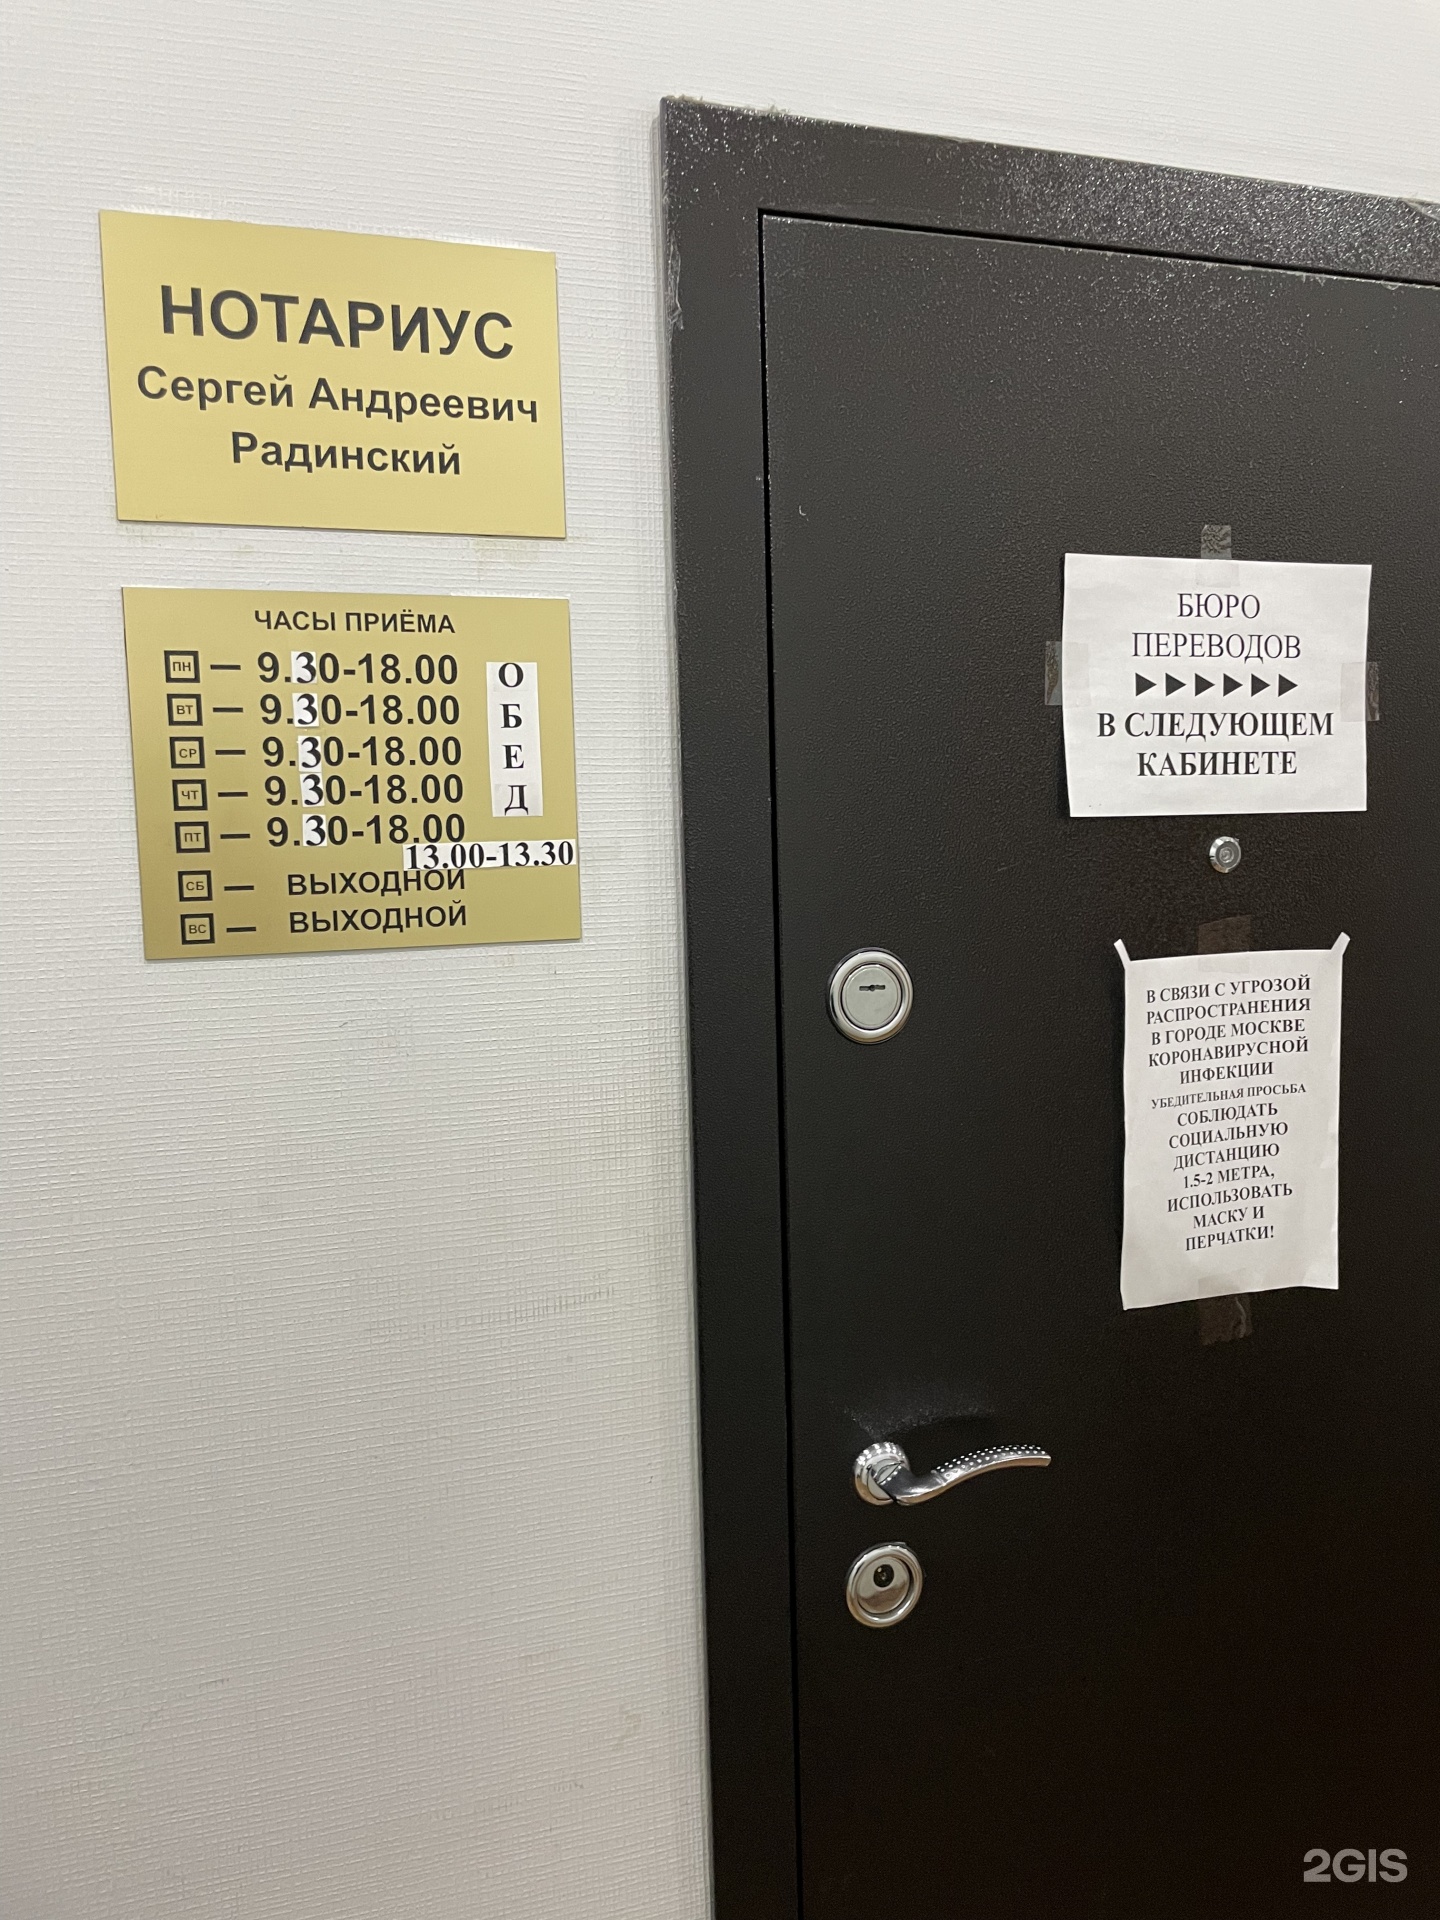 НОТАРИУС
Сергей Андреевич
Радинский
ЧАСЫ ПРИЁМА
ПН — 9.30-18.00
ВТ — 9.30-18.00
СР — 9.30-18.00
ЧТ — 9.30-18.00
ПТ — 9.30-18.00
ОБЕД
13.00-13.30
СБ — ВЫХОДНОЙ
ВС — ВЫХОДНОЙ
БЮРО
ПЕРЕВОДОВ
►►►►►►
В СЛЕДУЮЩЕМ
КАБИНЕТЕ
В СВЯЗИ С УГРОЗОЙ
РАСПРОСТРАНЕНИЯ
В ГОРОДЕ МОСКВЕ
КОРОНАВИРУСНОЙ
ИНФЕКЦИИ
УБЕДИТЕЛЬНАЯ ПРОСЬБА
СОБЛЮДАТЬ
СОЦИАЛЬНУЮ
ДИСТАНЦИЮ
1.5-2 МЕТРА,
ИСПОЛЬЗОВАТЬ
МАСКУ И
ПЕРЧАТКИ!
2GIS